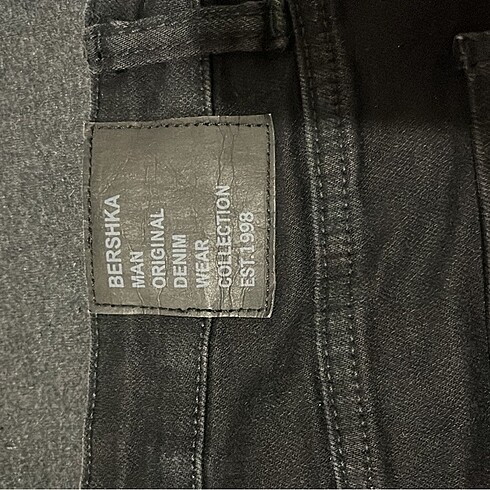 BERSHKA
MAN
ORIGINAL
DENIM
WEAR
COLLECTION
EST.1998